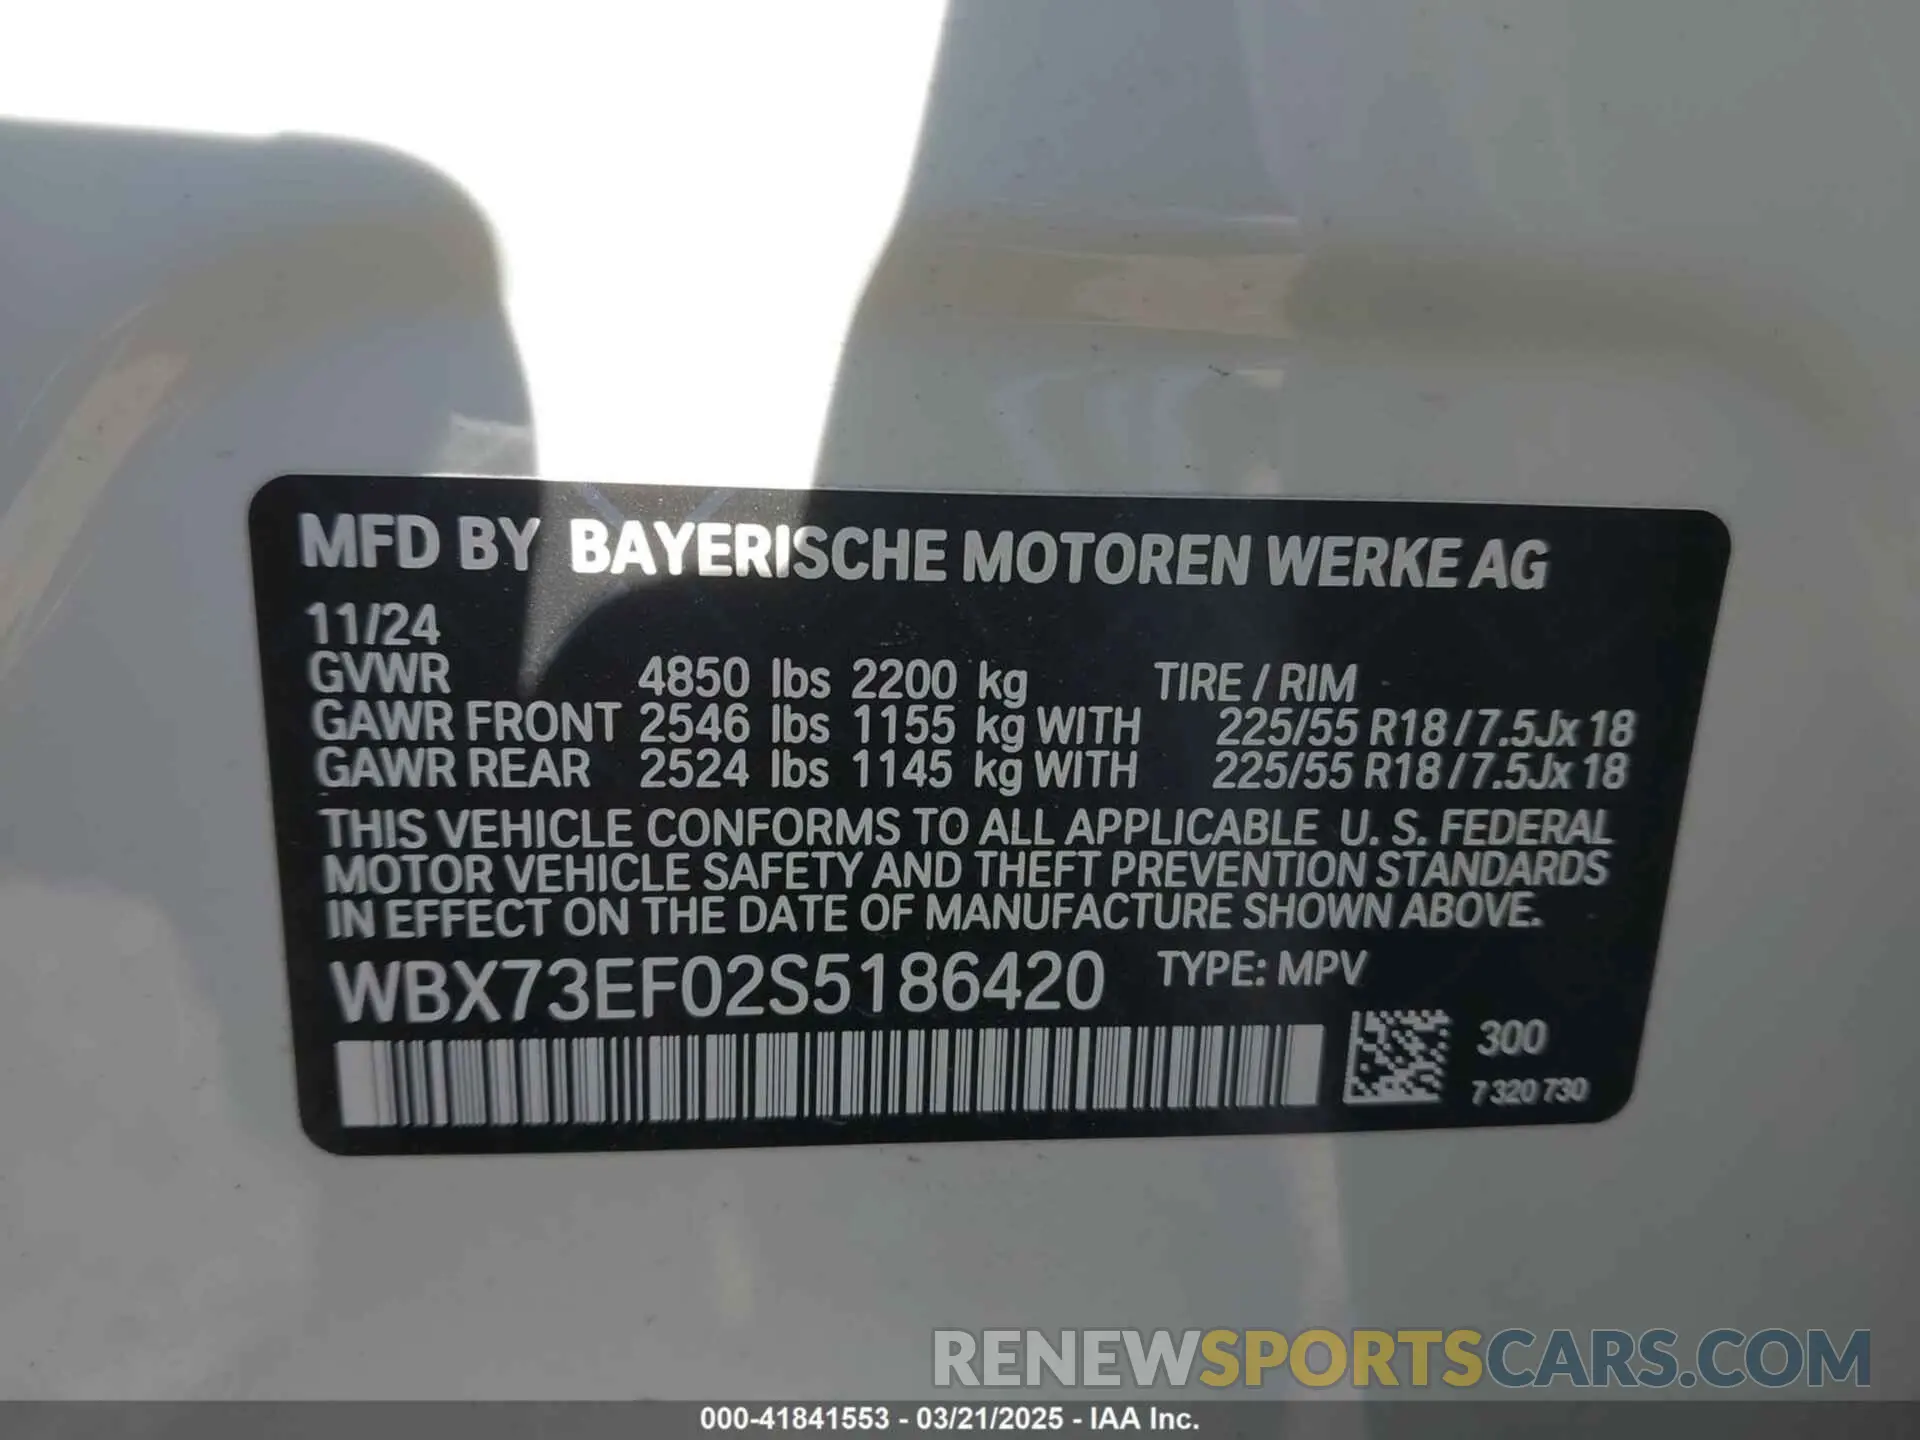 MFD BY BAYERISCHE MOTOREN WERKE AG
11/24
GVWR 4850 lbs 2200 kg TIRE / RIM
GAWR FRONT 2546 lbs 1155 kg WITH 225/55 R18 / 7.5Jx 18
GAWR REAR 2524 lbs 1145 kg WITH 225/55 R18 / 7.5Jx 18
THIS VEHICLE CONFORMS TO ALL APPLICABLE U. S. FEDERAL
MOTOR VEHICLE SAFETY AND THEFT PREVENTION STANDARDS
IN EFFECT ON THE DATE OF MANUFACTURE SHOWN ABOVE.
WBX73EF02S5186420 TYPE: MPV
300
7 320 730
RENEWSPORTSCARS.COM
000-41841553 - 03/21/2025 - IAA Inc.